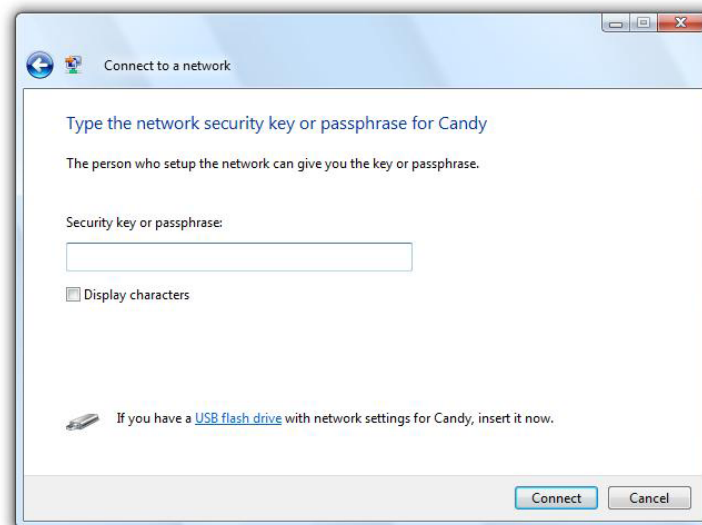 Connect to a network
Type the network security key or passphrase for Candy
The person who setup the network can give you the key or passphrase.
Security key or passphrase:
Display characters
If you have a USB flash drive with network settings for Candy, insert it now.
Connect
Cancel